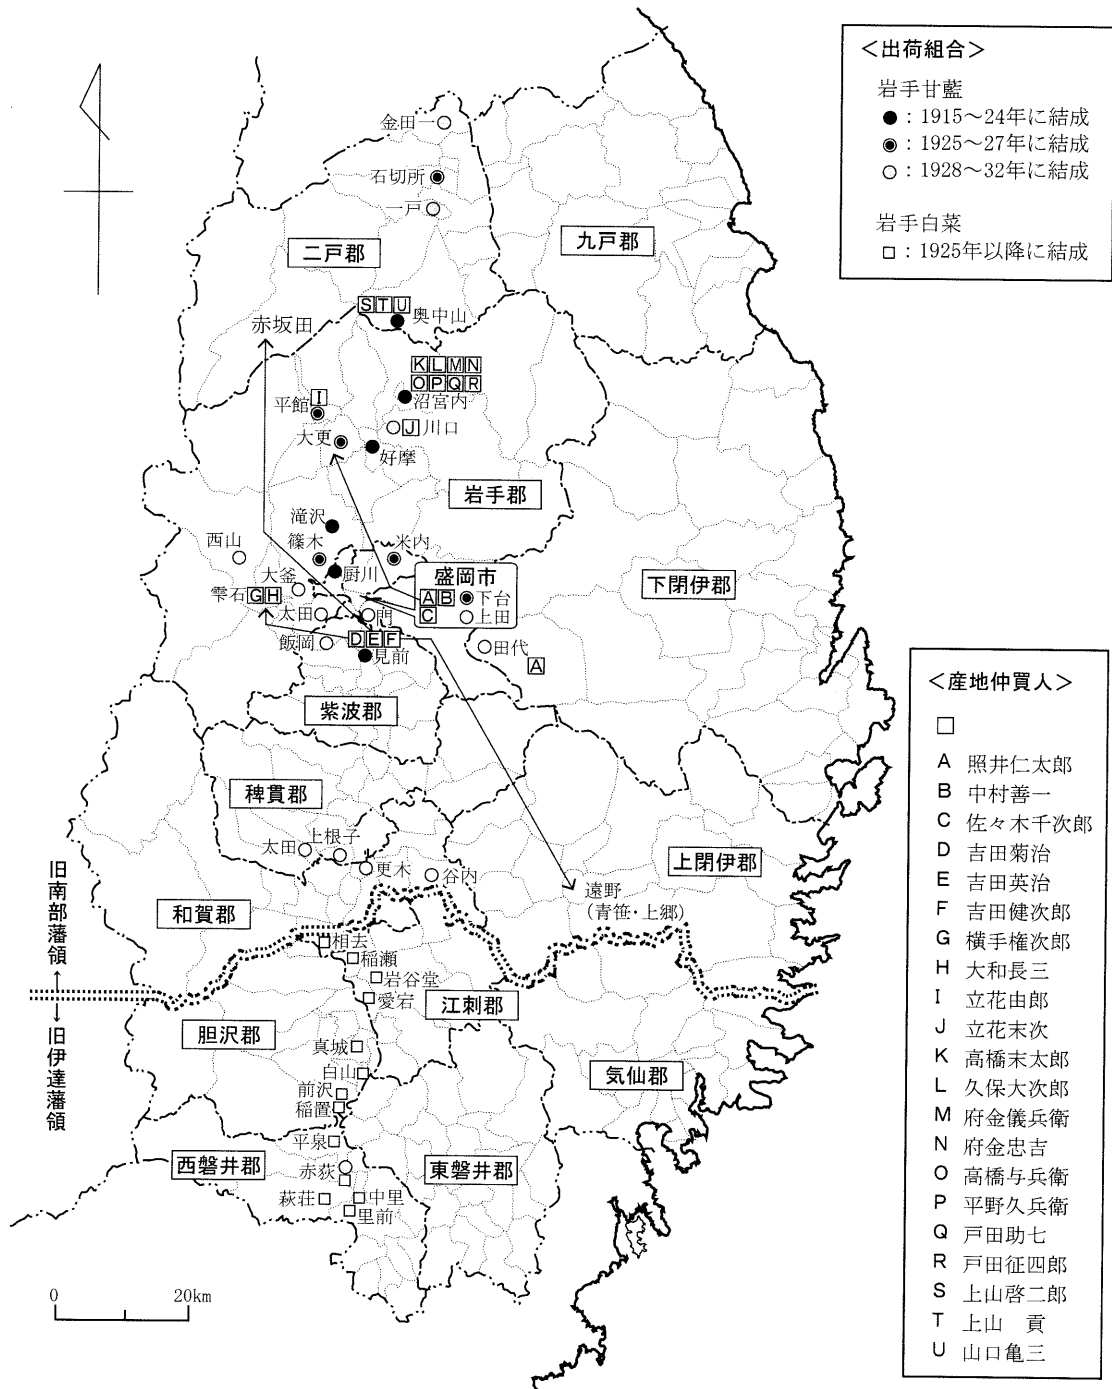 ＜出荷組合＞
岩手甘藍
●：1915～24年に結成
◉：1925～27年に結成
○：1928～32年に結成
岩手白菜
□：1925年以降に結成
金田一
石切所
一戸
二戸郡
九戸郡
S T U
奥中山
赤坂田
K L M N
O P Q R
沼宮内
I
平館
J 川口
大更
好摩
岩手郡
滝沢
西山
篠木
米内
厨川
盛岡市
A B 下台
C 上田
下閉伊郡
大釜
雫石 G H
太田
門
飯岡
D E F
見前
田代
A
紫波郡
稗貫郡
上根子
太田
更木
谷内
上閉伊郡
遠野
(青笹・上郷)
和賀郡
旧南部藩領
旧伊達藩領
相去
稲瀬
岩谷堂
愛宕
江刺郡
胆沢郡
真城
白山
前沢
稲置
気仙郡
平泉
西磐井郡
赤荻
東磐井郡
萩荘
中里
里前
0 20km
＜産地仲買人＞
□
A 照井仁太郎
B 中村善一
C 佐々木千次郎
D 吉田菊治
E 吉田英治
F 吉田健次郎
G 横手権次郎
H 大和長三
I 立花由郎
J 立花末次
K 高橋末太郎
L 久保大次郎
M 府金儀兵衛
N 府金忠吉
O 高橋与兵衛
P 平野久兵衛
Q 戸田助七
R 戸田征四郎
S 上山啓二郎
T 上山　貢
U 山口亀三